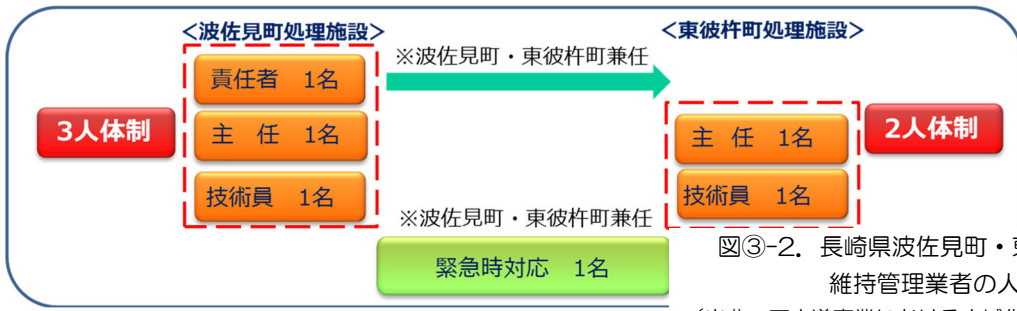 <波佐見町処理施設>
<東彼杵町処理施設>
※波佐見町・東彼杵町兼任
責任者 1名
3人体制
主 任 1名
技術員 1名
主 任 1名
2人体制
技術員 1名
※波佐見町・東彼杵町兼任
緊急時対応 1名
図③-2. 長崎県波佐見町・
維持管理業者の人